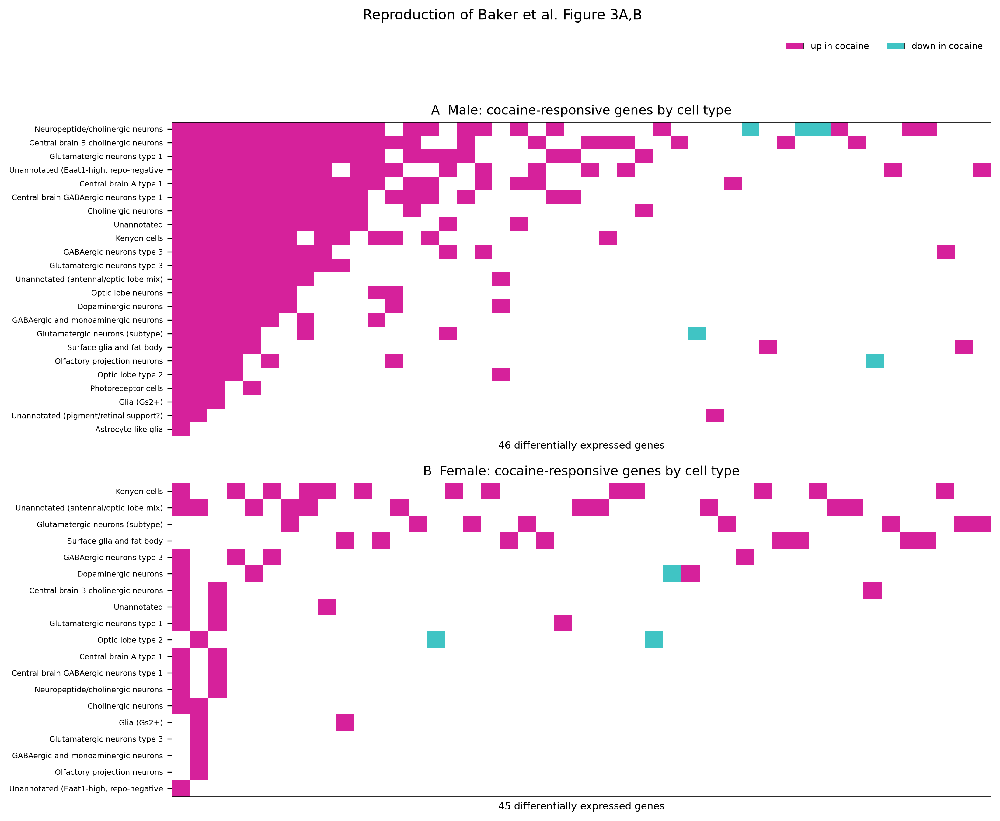 Reproduction of Baker et al. Figure 3A,B
up in cocaine
down in cocaine
A Male: cocaine-responsive genes by cell type
Neuropeptide/cholinergic neurons
Central brain B cholinergic neurons
Glutamatergic neurons type 1
Unannotated (Eaat1-high, repo-negative
Central brain A type 1
Central brain GABAergic neurons type 1
Cholinergic neurons
Unannotated
Kenyon cells
GABAergic neurons type 3
Glutamatergic neurons type 3
Unannotated (antennal/optic lobe mix)
Optic lobe neurons
Dopaminergic neurons
GABAergic and monoaminergic neurons
Glutamatergic neurons (subtype)
Surface glia and fat body
Olfactory projection neurons
Optic lobe type 2
Photoreceptor cells
Glia (Gs2+)
Unannotated (pigment/retinal support?)
Astrocyte-like glia
46 differentially expressed genes
B Female: cocaine-responsive genes by cell type
Kenyon cells
Unannotated (antennal/optic lobe mix)
Glutamatergic neurons (subtype)
Surface glia and fat body
GABAergic neurons type 3
Dopaminergic neurons
Central brain B cholinergic neurons
Unannotated
Glutamatergic neurons type 1
Optic lobe type 2
Central brain A type 1
Central brain GABAergic neurons type 1
Neuropeptide/cholinergic neurons
Cholinergic neurons
Glia (Gs2+)
Glutamatergic neurons type 3
GABAergic and monoaminergic neurons
Olfactory projection neurons
Unannotated (Eaat1-high, repo-negative
45 differentially expressed genes